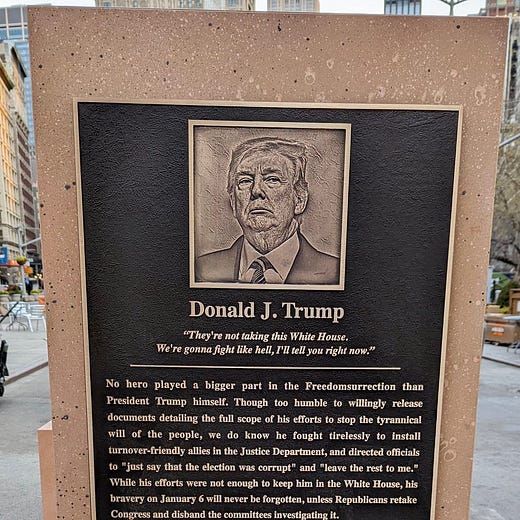 Donald J. Trump
“They're not taking this White House.
We're gonna fight like hell, I'll tell you right now.”
No hero played a bigger part in the Freedomsurrection than
President Trump himself. Though too humble to willingly release
documents detailing the full scope of his efforts to stop the tyrannical
will of the people, we do know he fought tirelessly to install
turnover-friendly allies in the Justice Department, and directed officials
to "just say that the election was corrupt" and "leave the rest to me."
While his efforts were not enough to keep him in the White House, his
bravery on January 6 will never be forgotten, unless Republicans retake
Congress and disband the committees investigating it.